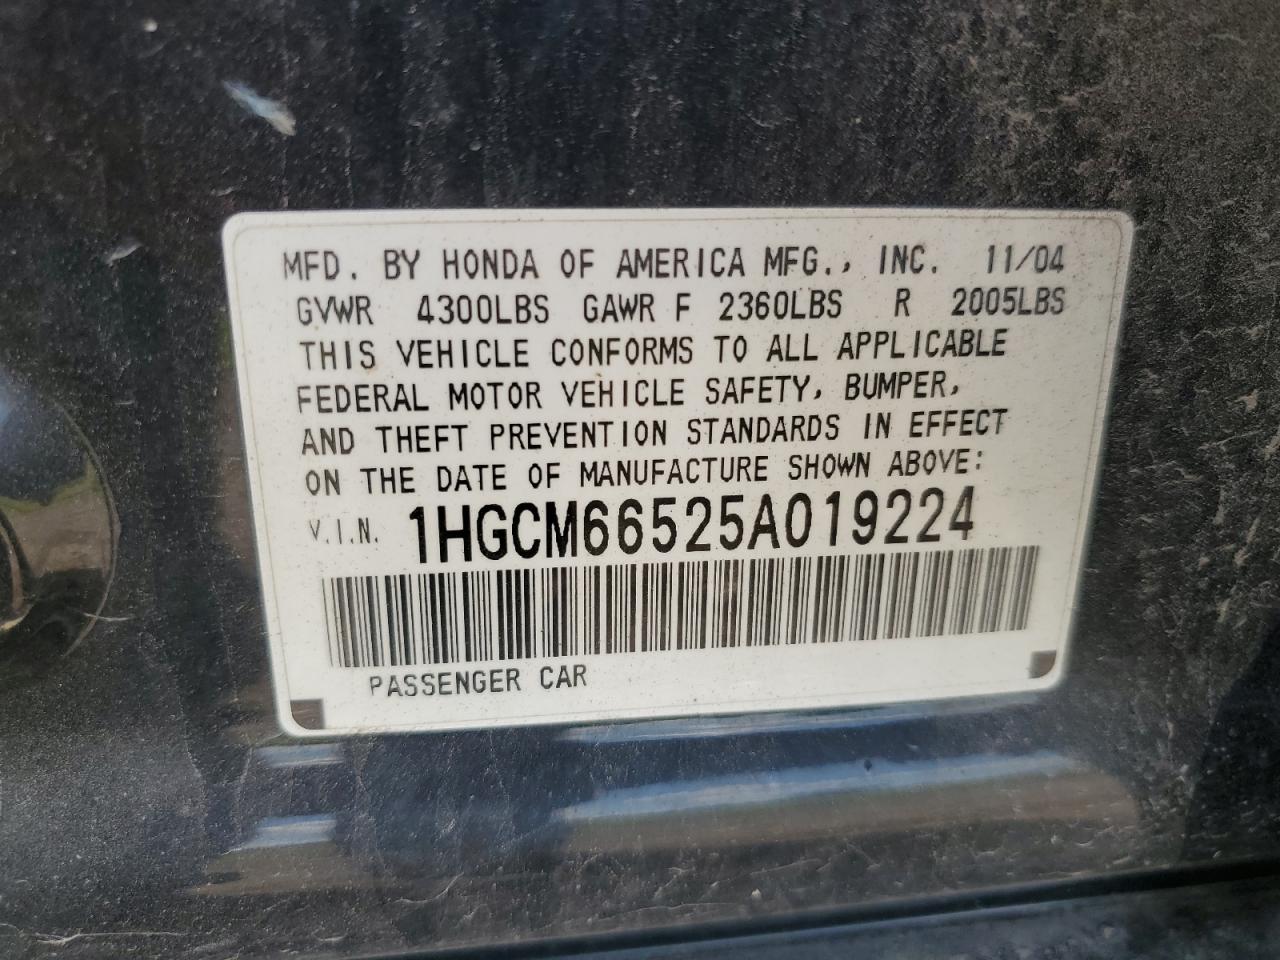 MFD. BY HONDA OF AMERICA MFG., INC. 11/04
GVWR 4300LBS GAWR F 2360LBS R 2005LBS
THIS VEHICLE CONFORMS TO ALL APPLICABLE
FEDERAL MOTOR VEHICLE SAFETY, BUMPER,
AND THEFT PREVENTION STANDARDS IN EFFECT
ON THE DATE OF MANUFACTURE SHOWN ABOVE:
V.I.N. 1HGCM66525A019224
PASSENGER CAR